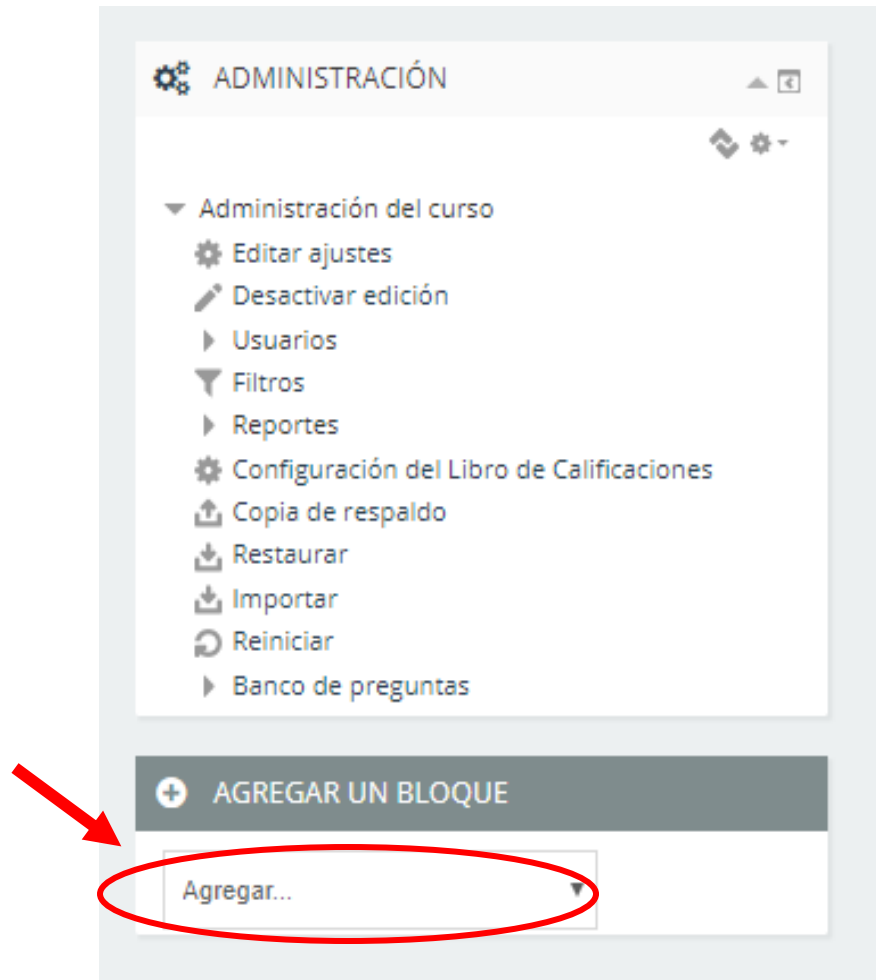 ADMINISTRACIÓN
Administración del curso
Editar ajustes
Desactivar edición
Usuarios
Filtros
Reportes
Configuración del Libro de Calificaciones
Copia de respaldo
Restaurar
Importar
Reiniciar
Banco de preguntas
AGREGAR UN BLOQUE
Agregar...